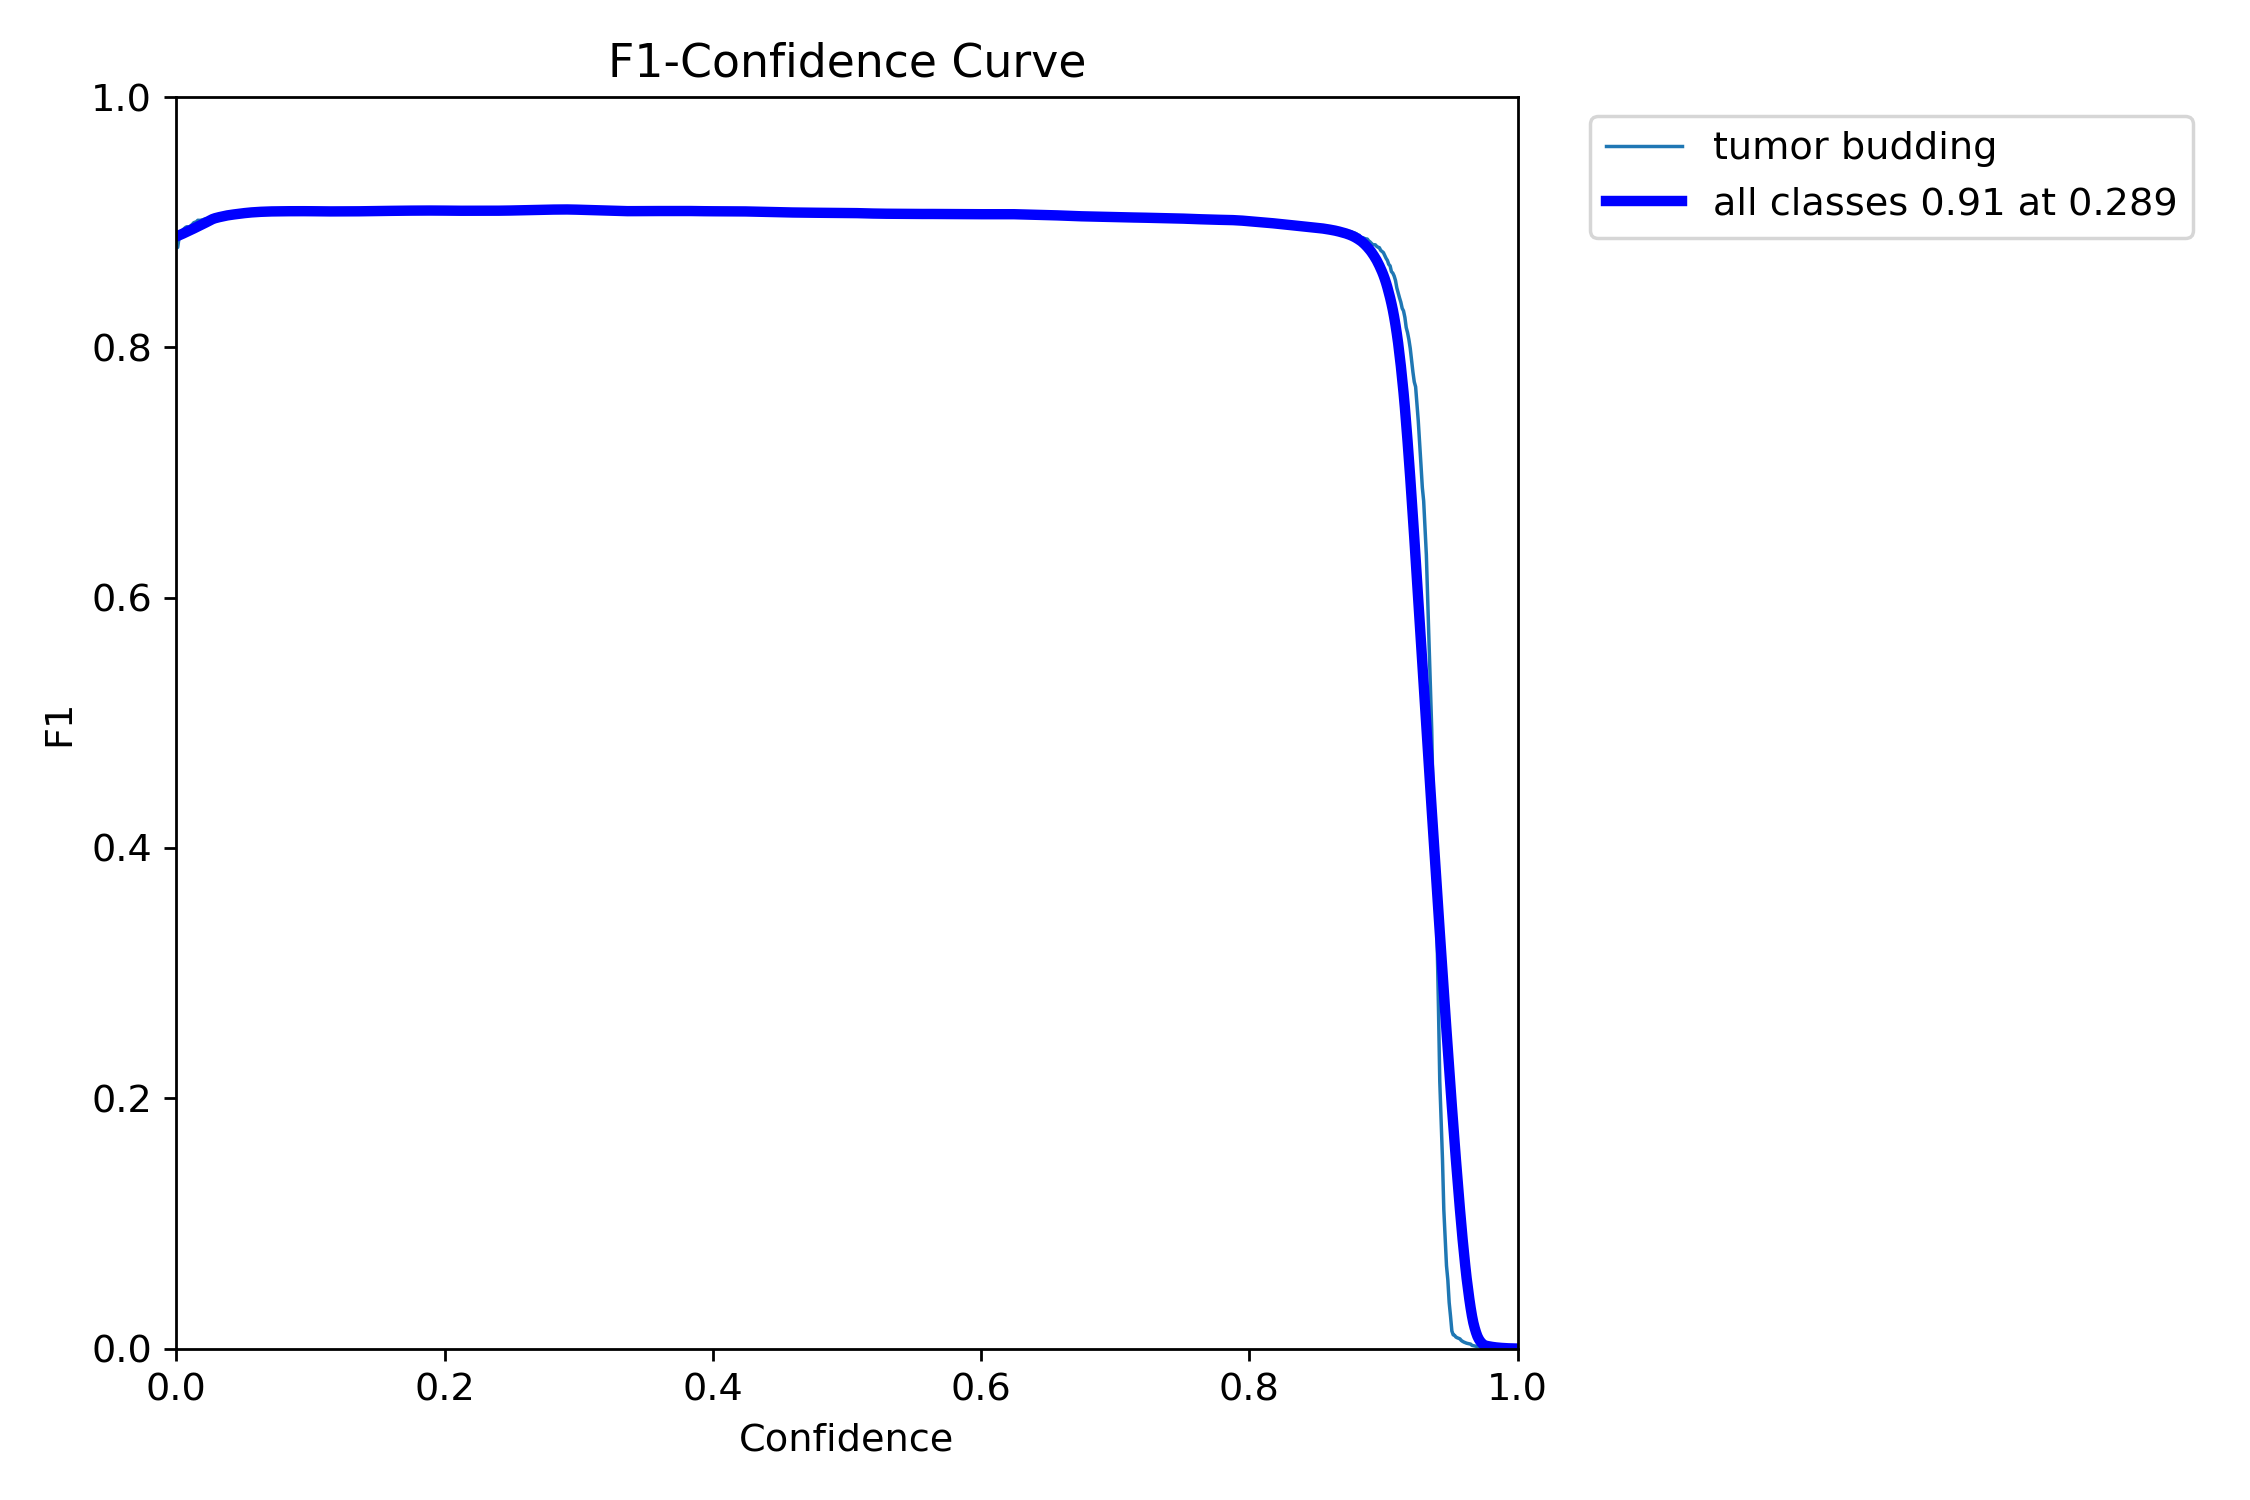 F1-Confidence Curve
1.0
0.8
0.6
0.4
0.2
0.0
F1
0.0 0.2 0.4 0.6 0.8 1.0
Confidence
tumor budding
all classes 0.91 at 0.289